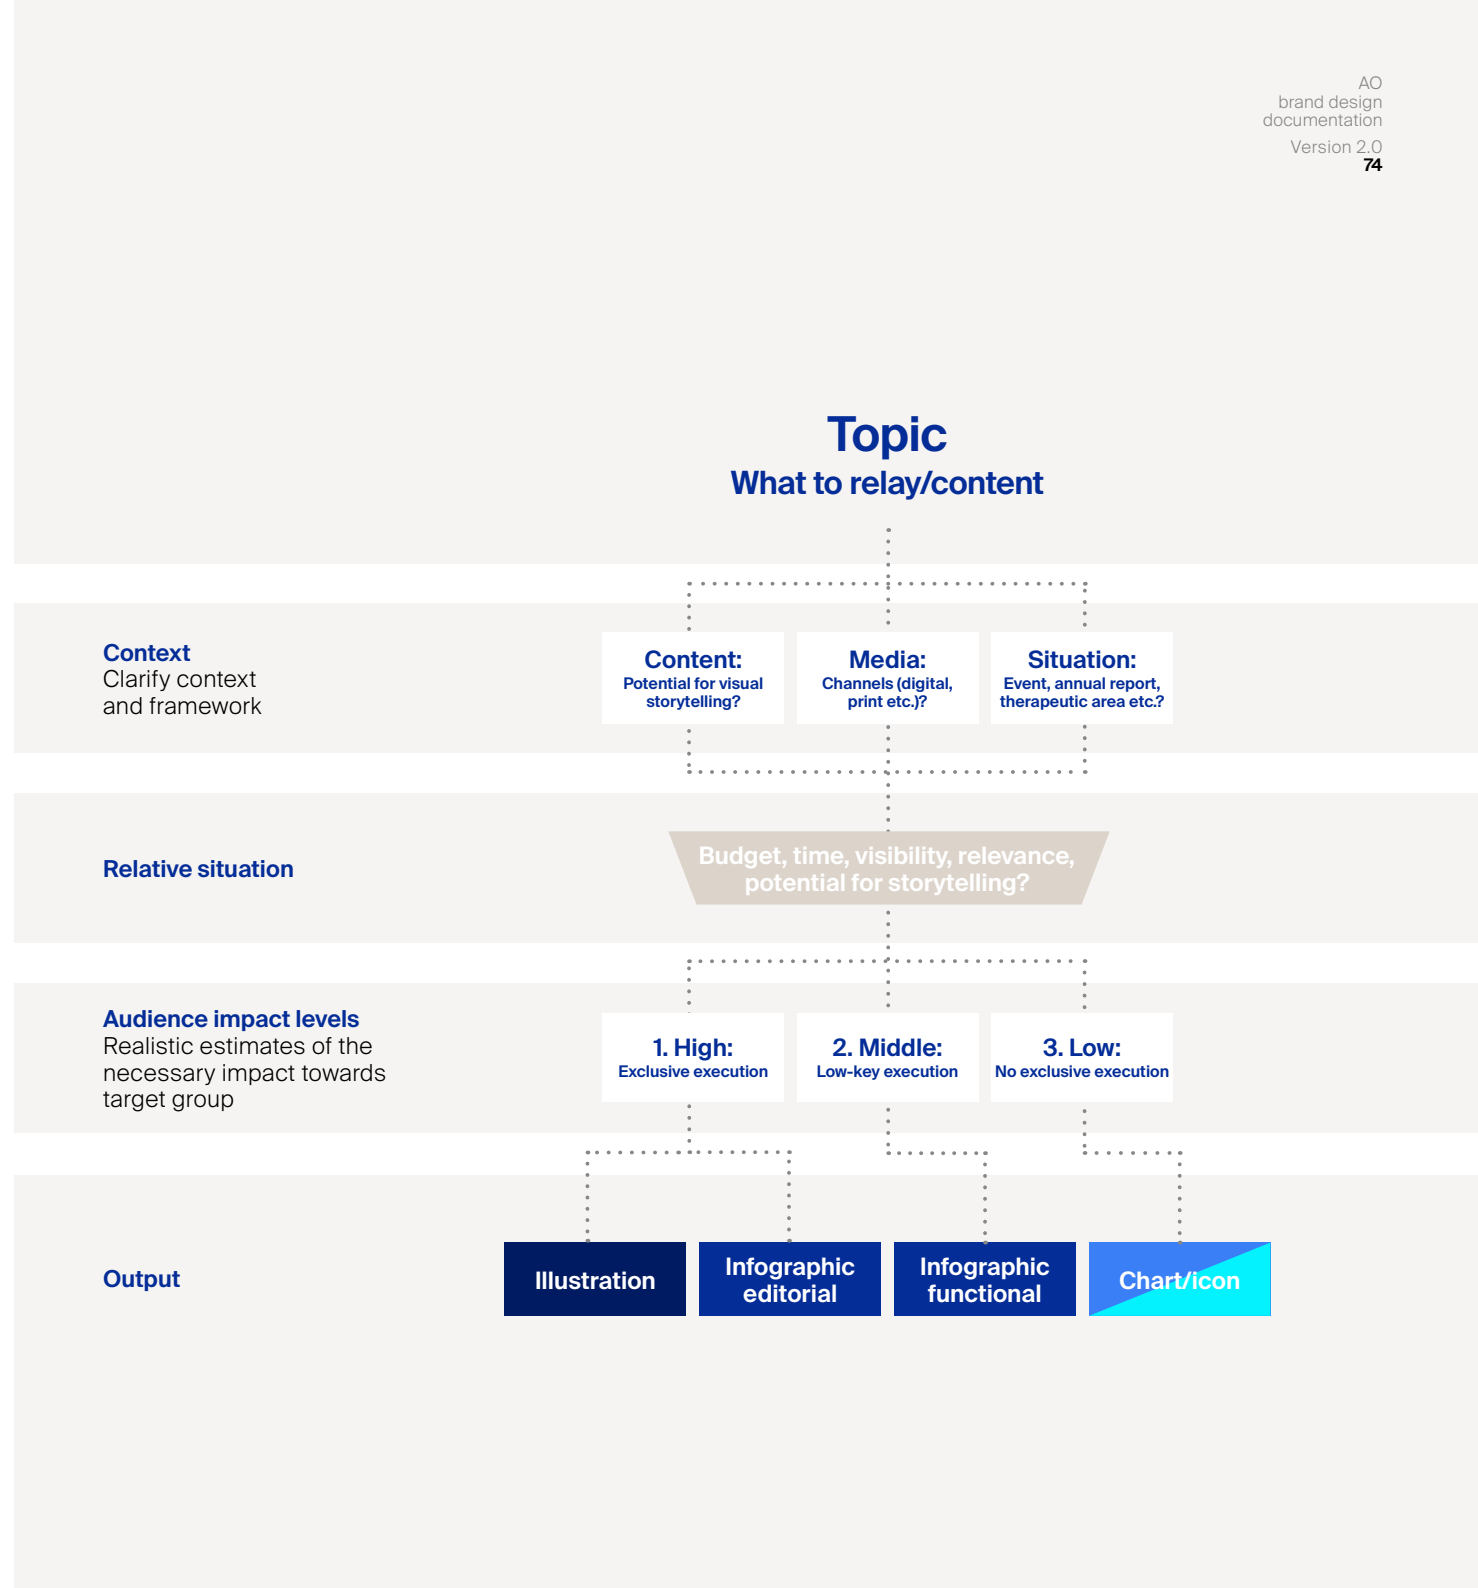 AO
brand design
documentation
Version 2.0
74
Topic
What to relay/content
Context
Clarify context
and framework
Content:
Potential for visual
storytelling?
Media:
Channels (digital,
print etc.)?
Situation:
Event, annual report,
therapeutic area etc.?
Relative situation
Budget, time, visibility, relevance,
potential for storytelling?
Audience impact levels
Realistic estimates of the
necessary impact towards
target group
1. High:
Exclusive execution
2. Middle:
Low-key execution
3. Low:
No exclusive execution
Output
Illustration
Infographic
editorial
Infographic
functional
Chart/icon